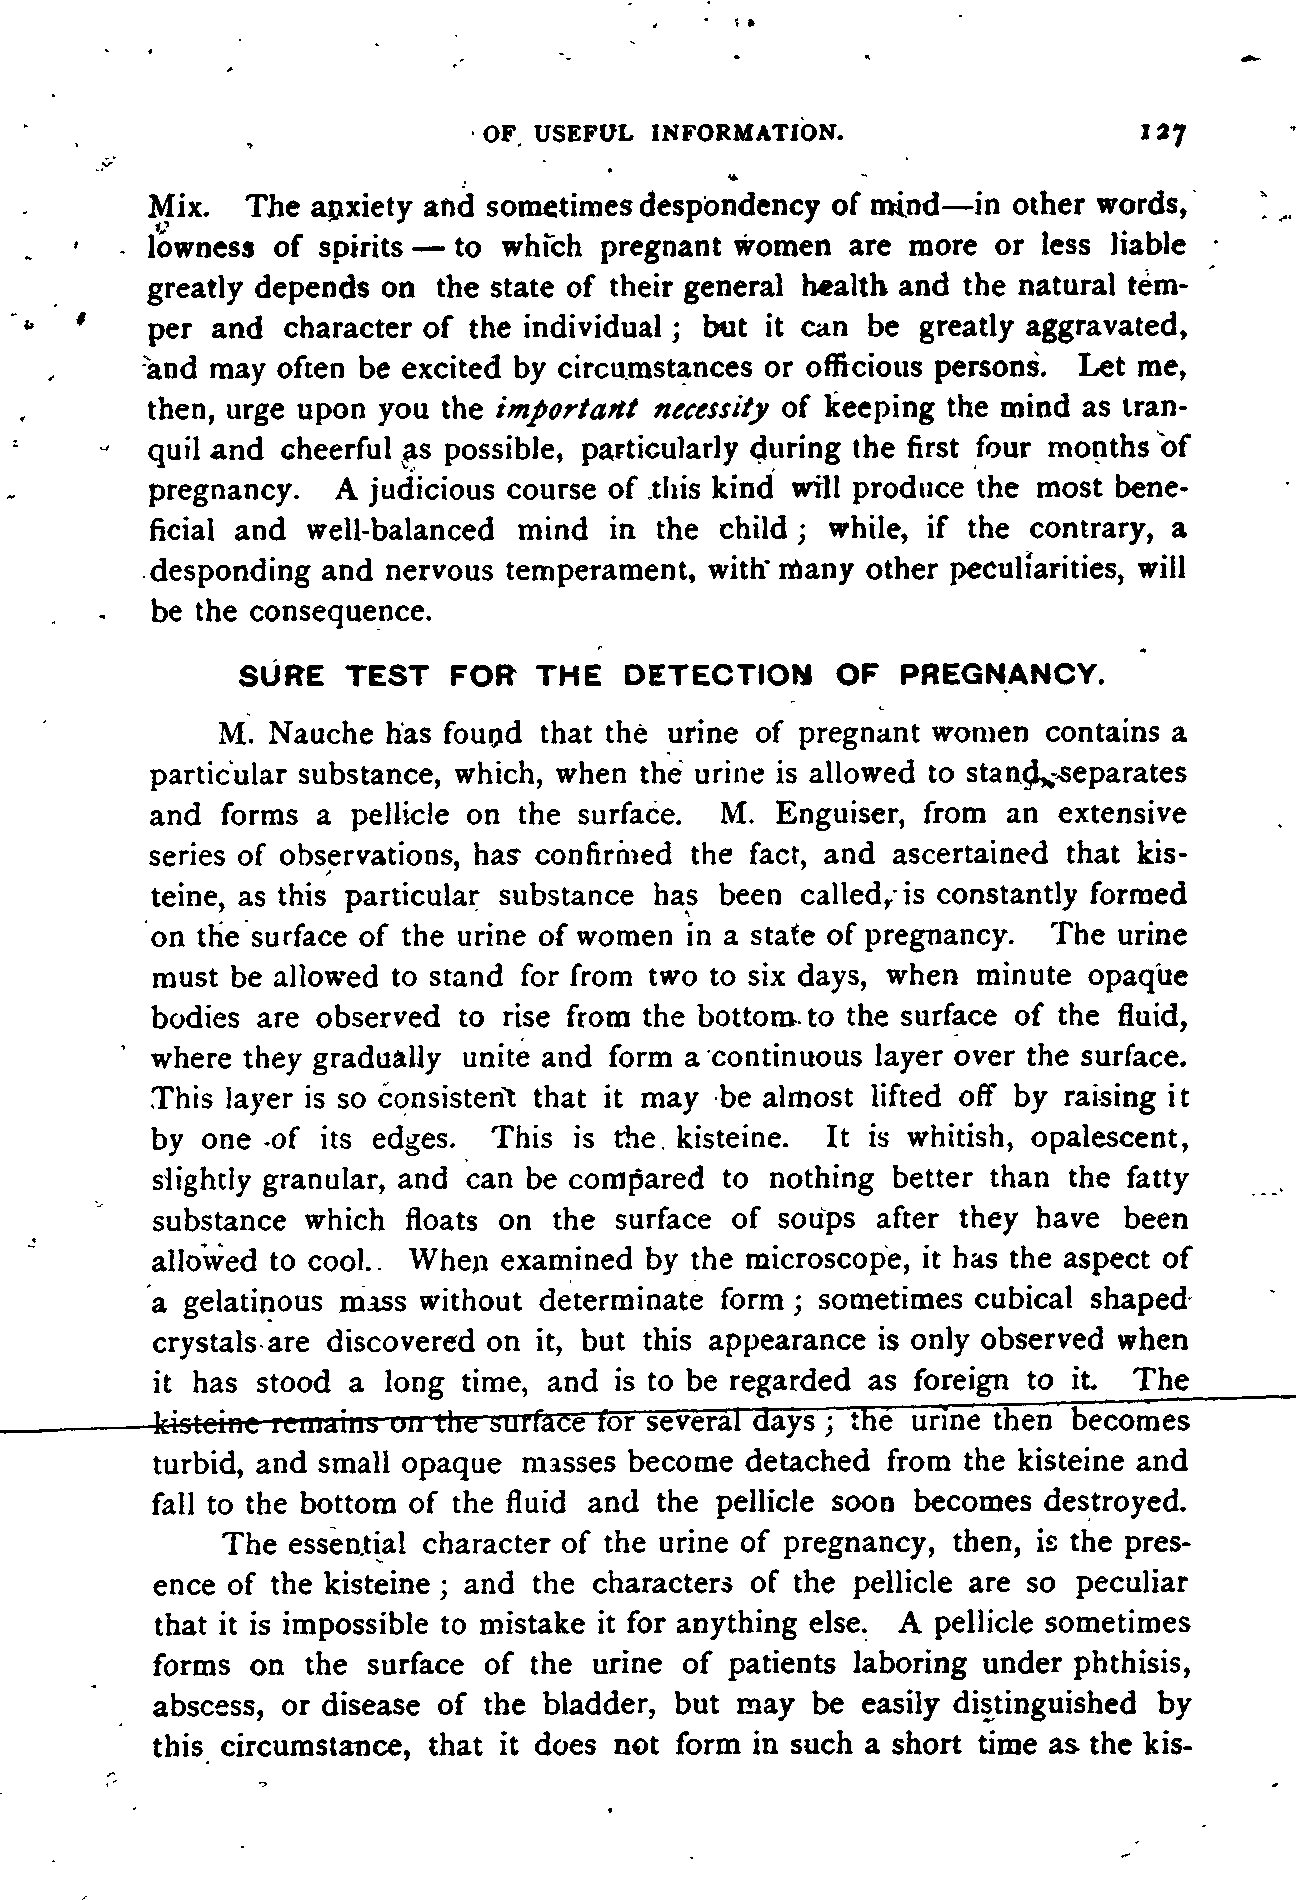 OF USEFUL INFORMATION. 127
Mix. The anxiety and sometimes despondency of mind—in other words,
lowness of spirits — to which pregnant women are more or less liable
greatly depends on the state of their general health and the natural tem-
per and character of the individual ; but it can be greatly aggravated,
and may often be excited by circumstances or officious persons. Let me,
then, urge upon you the important necessity of keeping the mind as tran-
quil and cheerful as possible, particularly during the first four months of
pregnancy. A judicious course of this kind will produce the most bene-
ficial and well-balanced mind in the child ; while, if the contrary, a
desponding and nervous temperament, with many other peculiarities, will
be the consequence.
SURE TEST FOR THE DETECTION OF PREGNANCY.
M. Nauche has found that the urine of pregnant women contains a
particular substance, which, when the urine is allowed to stand, separates
and forms a pellicle on the surface. M. Enguiser, from an extensive
series of observations, has confirmed the fact, and ascertained that kis-
teine, as this particular substance has been called, is constantly formed
on the surface of the urine of women in a state of pregnancy. The urine
must be allowed to stand for from two to six days, when minute opaque
bodies are observed to rise from the bottom to the surface of the fluid,
where they gradually unite and form a continuous layer over the surface.
This layer is so consistent that it may be almost lifted off by raising it
by one of its edges. This is the kisteine. It is whitish, opalescent,
slightly granular, and can be compared to nothing better than the fatty
substance which floats on the surface of soups after they have been
allowed to cool. When examined by the microscope, it has the aspect of
a gelatinous mass without determinate form ; sometimes cubical shaped
crystals are discovered on it, but this appearance is only observed when
it has stood a long time, and is to be regarded as foreign to it. The
kisteine remains on the surface for several days ; the urine then becomes
turbid, and small opaque masses become detached from the kisteine and
fall to the bottom of the fluid and the pellicle soon becomes destroyed.
The essential character of the urine of pregnancy, then, is the pres-
ence of the kisteine ; and the characters of the pellicle are so peculiar
that it is impossible to mistake it for anything else. A pellicle sometimes
forms on the surface of the urine of patients laboring under phthisis,
abscess, or disease of the bladder, but may be easily distinguished by
this circumstance, that it does not form in such a short time as the kis-